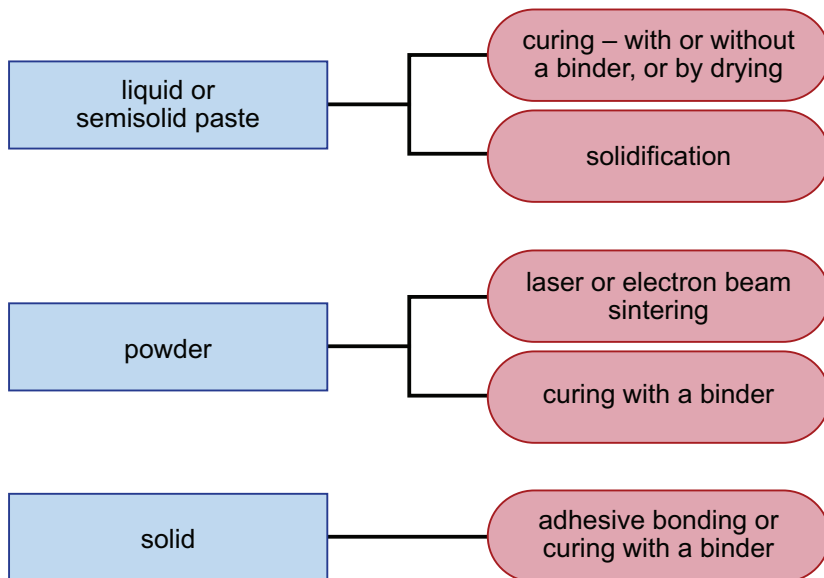 liquid or
semisolid paste
curing – with or without
a binder, or by drying
solidification
powder
laser or electron beam
sintering
curing with a binder
solid
adhesive bonding or
curing with a binder